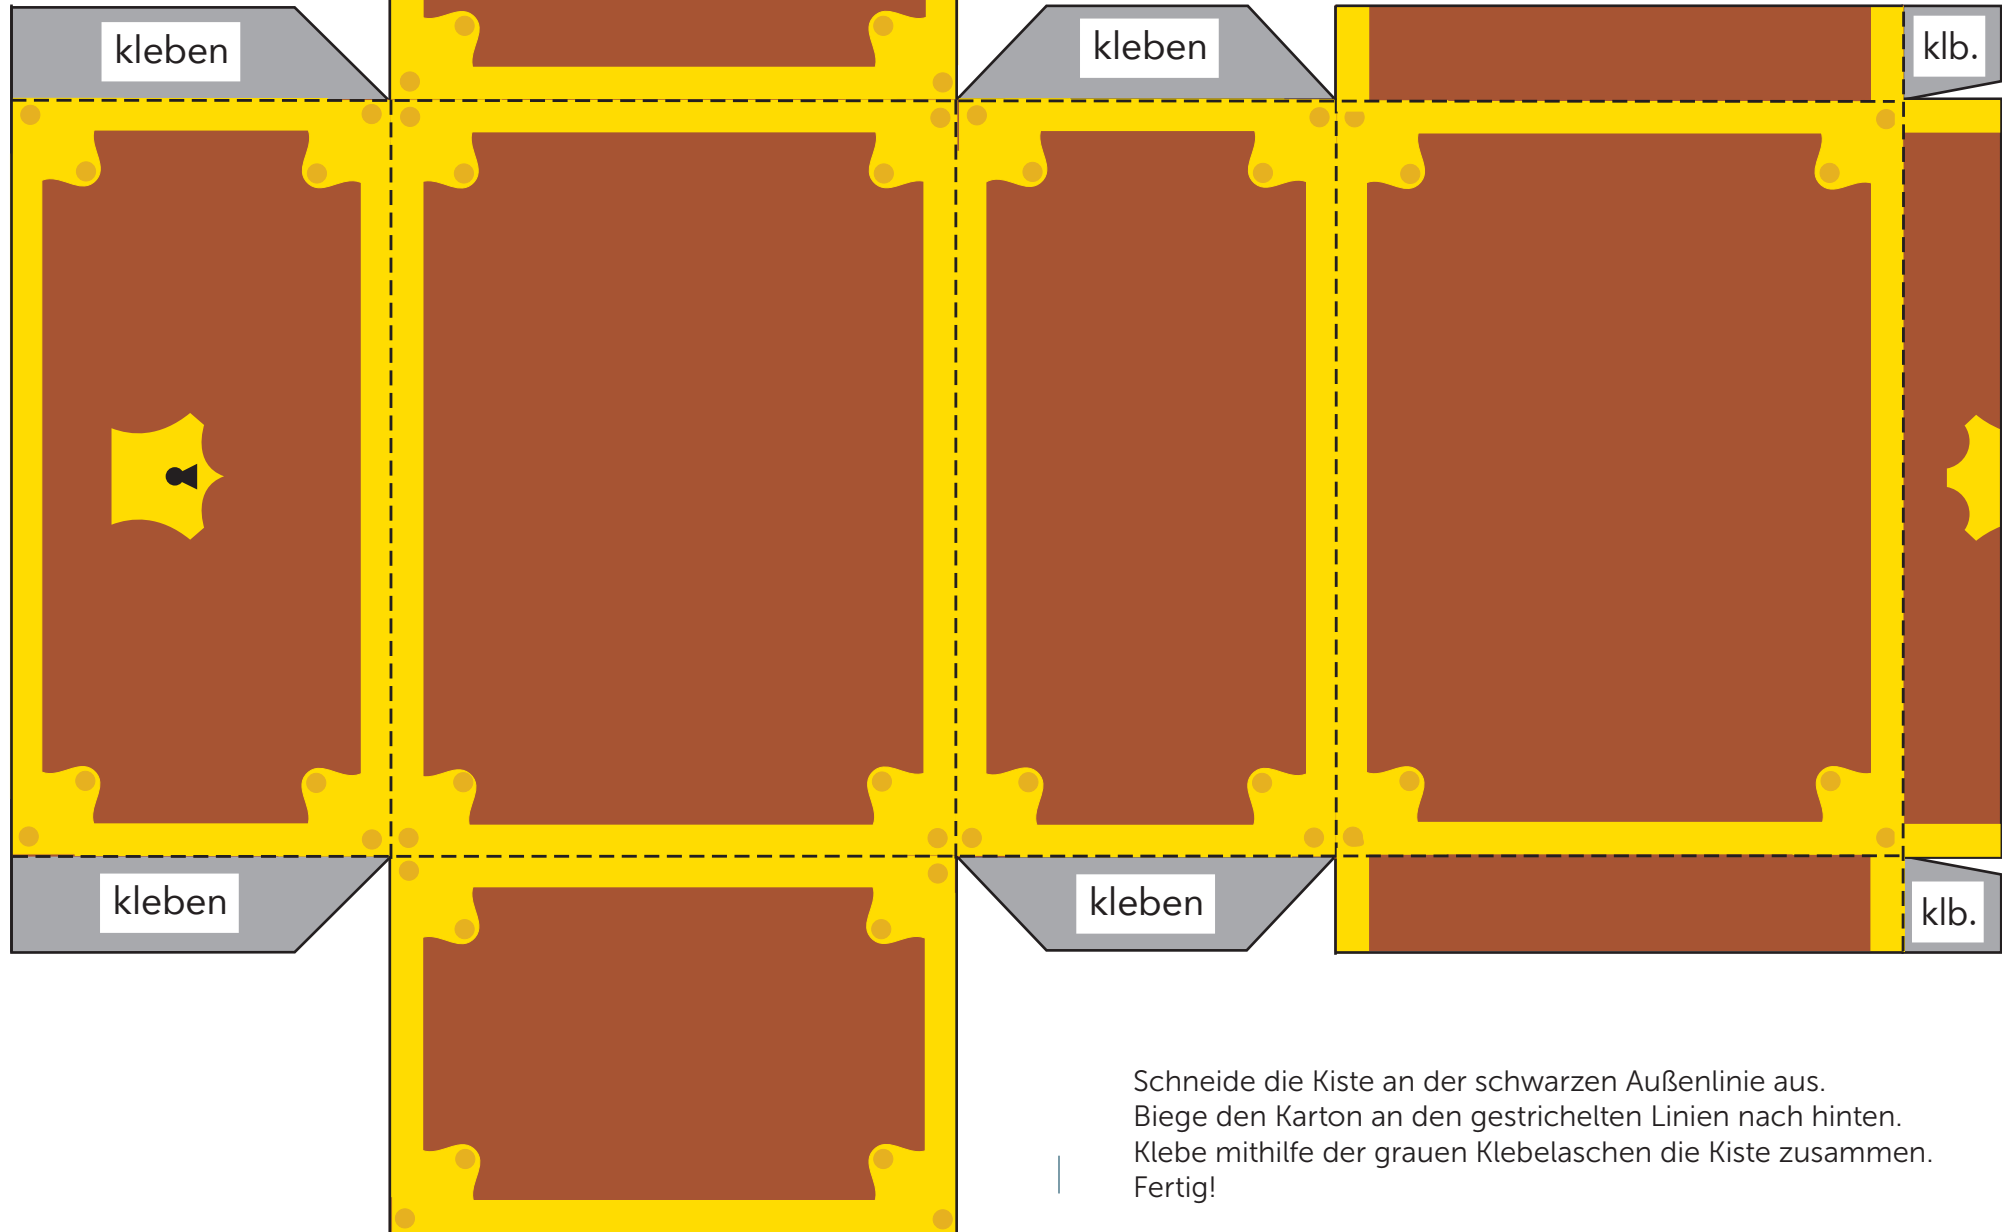 kleben
kleben
klb.
kleben
kleben
klb.
Schneide die Kiste an der schwarzen Außenlinie aus.
Biege den Karton an den gestrichelten Linien nach hinten.
Klebe mithilfe der grauen Klebelaschen die Kiste zusammen.
Fertig!